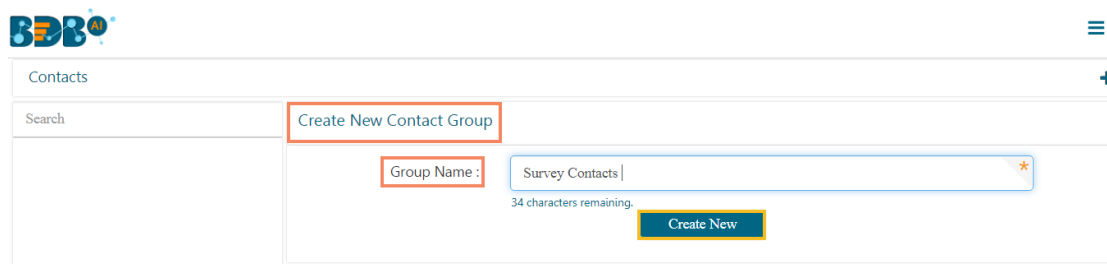 BDB AI
Contacts
Search
Create New Contact Group
Group Name :
Survey Contacts
*
34 characters remaining.
Create New